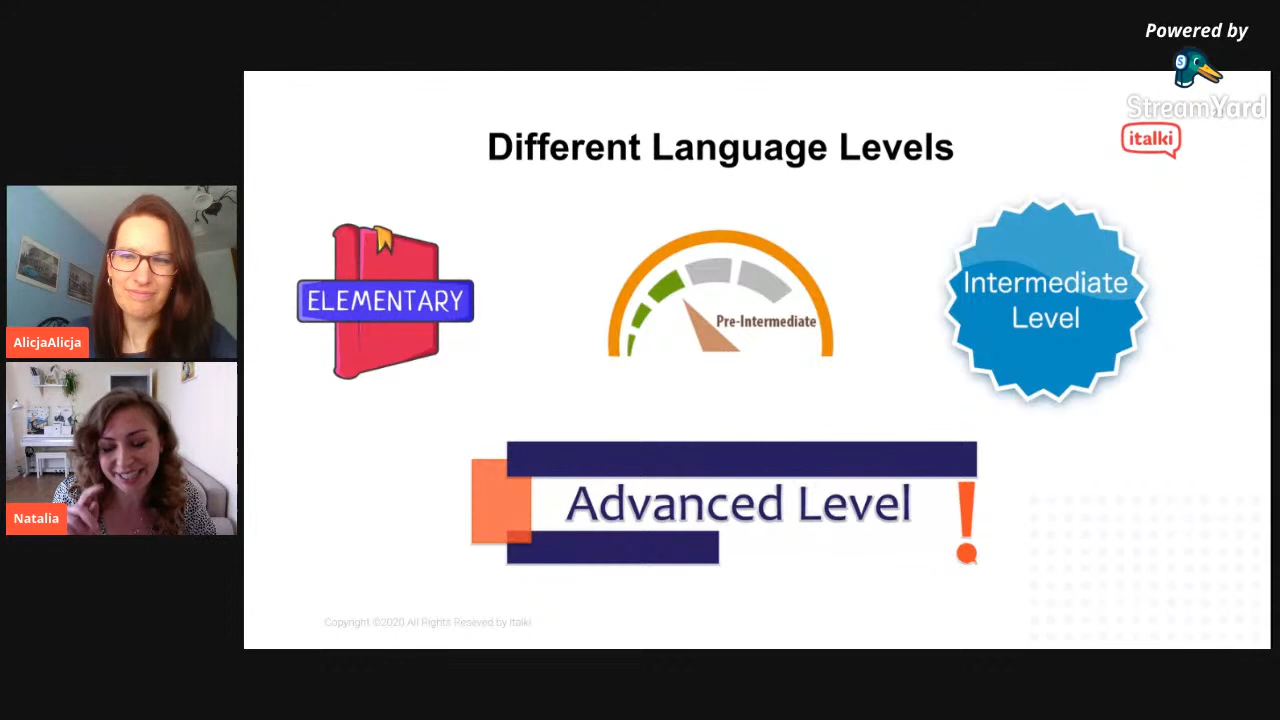 Powered by
StreamYard
Different Language Levels
italki
ELEMENTARY
Pre-Intermediate
Intermediate
Level
AlicjaAlicja
Natalia
Advanced Level
!
Copyright ©2020 All Rights Reseved by Italki